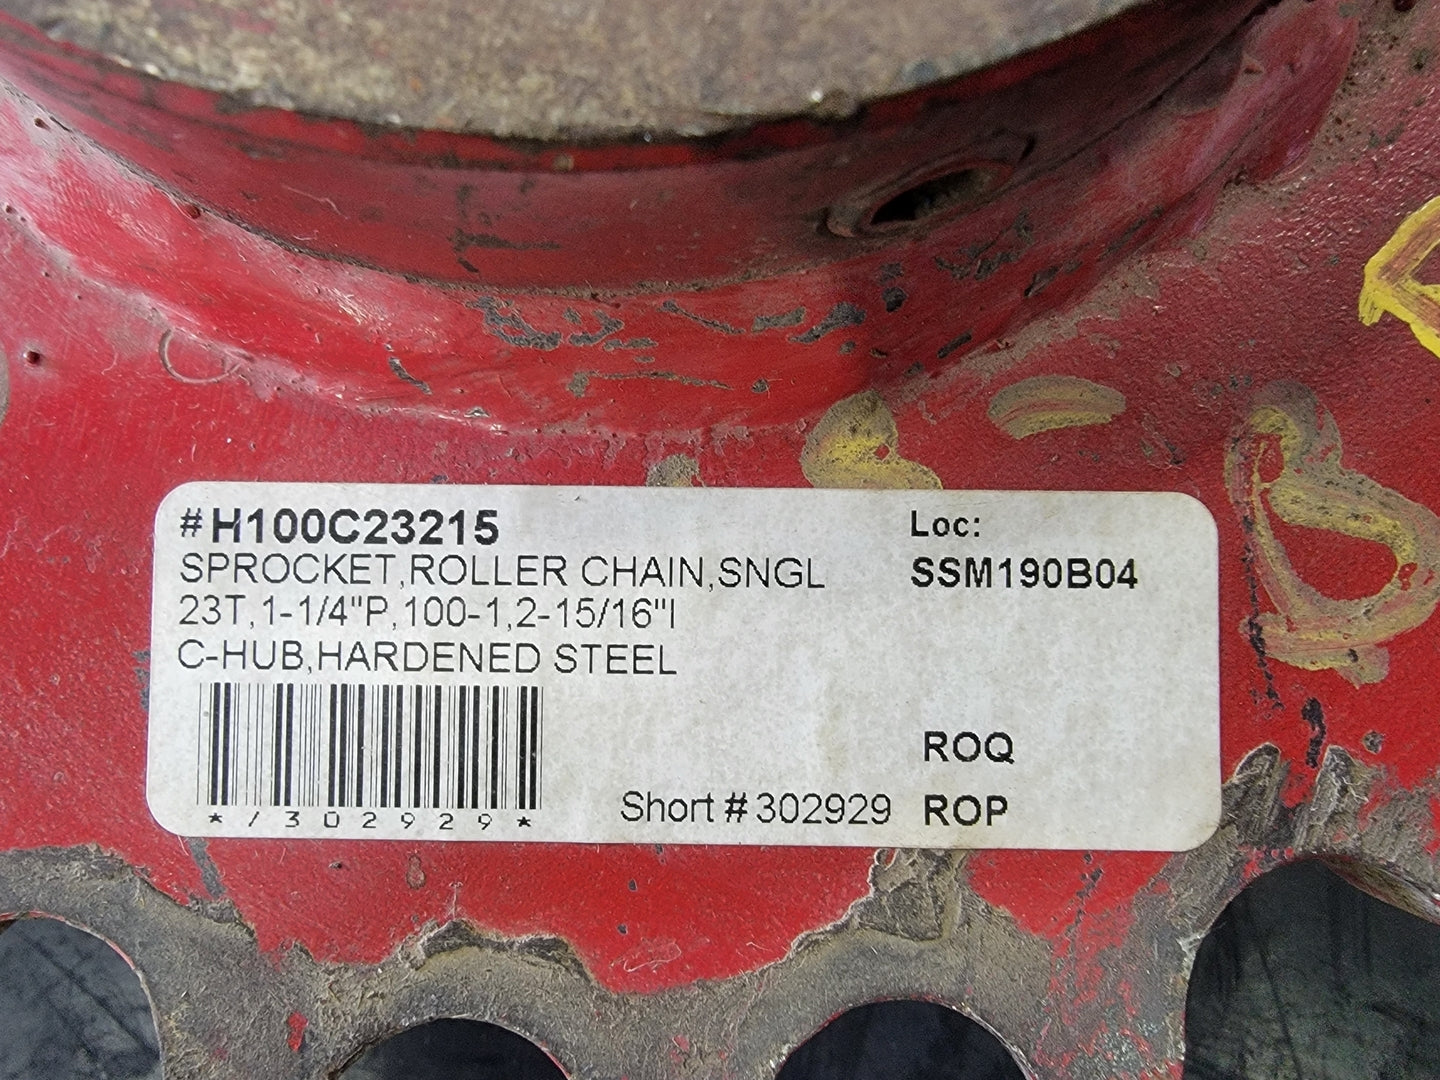 #H100C23215
SPROCKET,ROLLER CHAIN,SNGL
23T,1-1/4"P,100-1,2-15/16"I
C-HUB,HARDENED STEEL
*/302929*
Short # 302929
Loc:
SSM190B04
ROQ
ROP